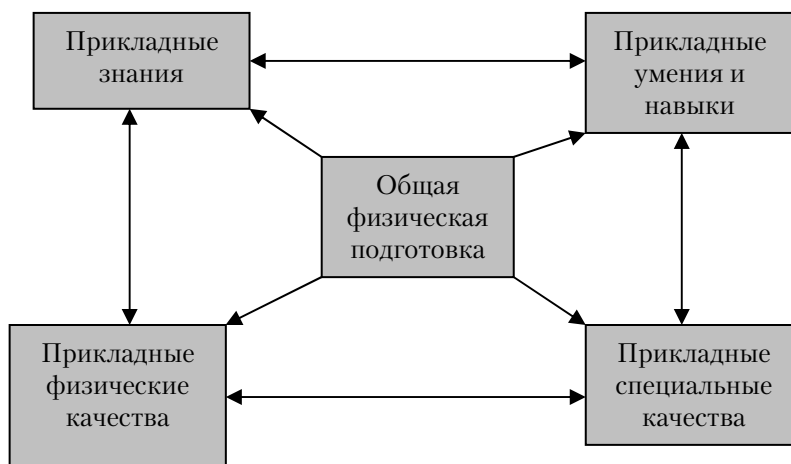 Прикладные
знания
Прикладные
умения и
навыки
Общая
физическая
подготовка
Прикладные
физические
качества
Прикладные
специальные
качества